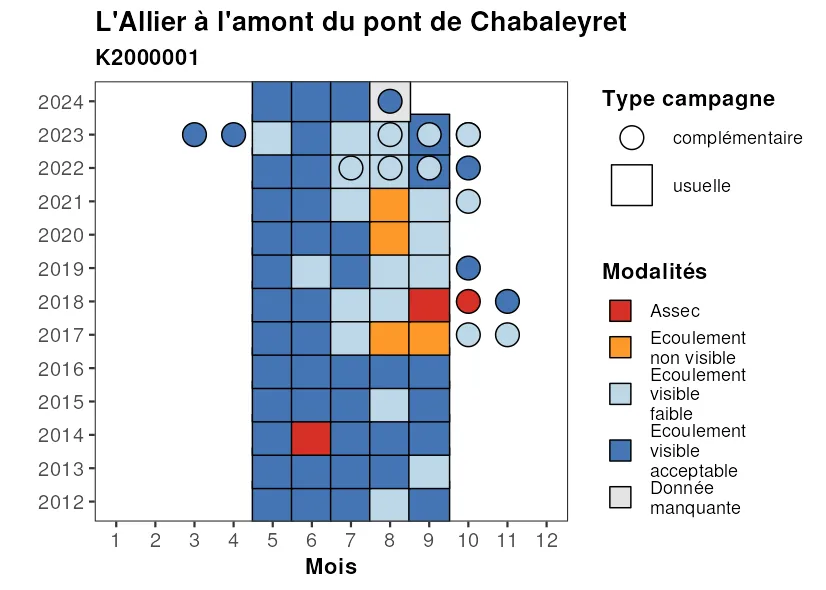 L'Allier à l'amont du pont de Chabaleyret
K2000001
2024
2023
2022
2021
2020
2019
2018
2017
2016
2015
2014
2013
2012
1 2 3 4 5 6 7 8 9 10 11 12
Mois
Type campagne
complémentaire
usuelle
Modalités
Assec
Ecoulement
non visible
Ecoulement
visible
faible
Ecoulement
visible
acceptable
Donnée
manquante